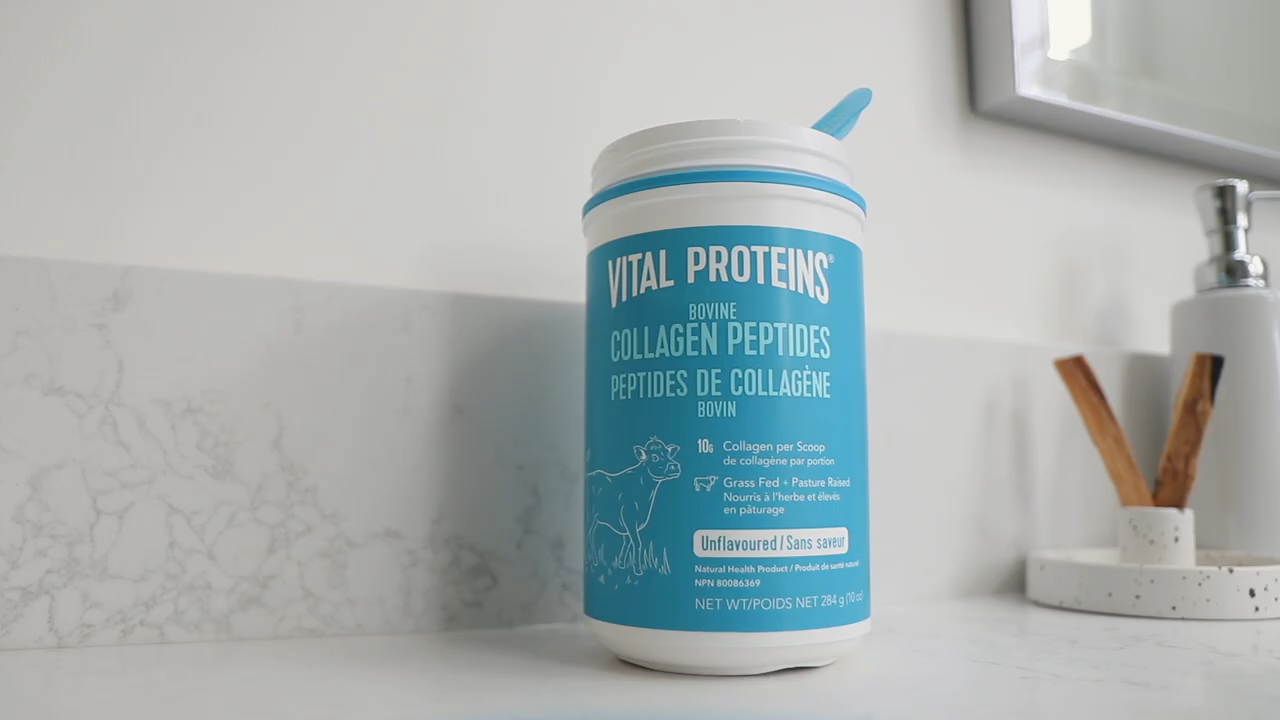 VITAL PROTEINS®
BOVINE
COLLAGEN PEPTIDES
PEPTIDES DE COLLAGÈNE
BOVIN
10G Collagen per Scoop
de collagène par portion
Grass Fed + Pasture Raised
Nourris à l'herbe et élevés
en pâturage
Unflavoured / Sans saveur
Natural Health Product / Produit de santé naturel
NPN 80086369
NET WT/POIDS NET 284 g (10 oz)